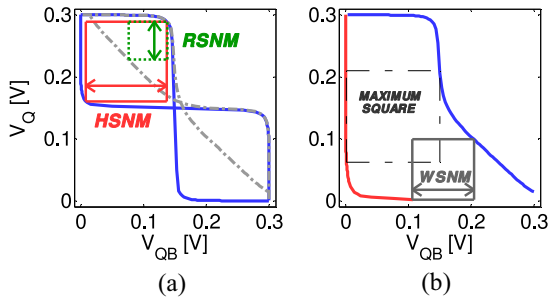 0.3
0.2
0.1
0
V_Q [V]
RSNM
HSNM
0 0.1 0.2 0.3
V_QB [V]
(a)
0.3
0.2
0.1
0
MAXIMUM
SQUARE
WSNM
0 0.1 0.2 0.3
V_QB [V]
(b)